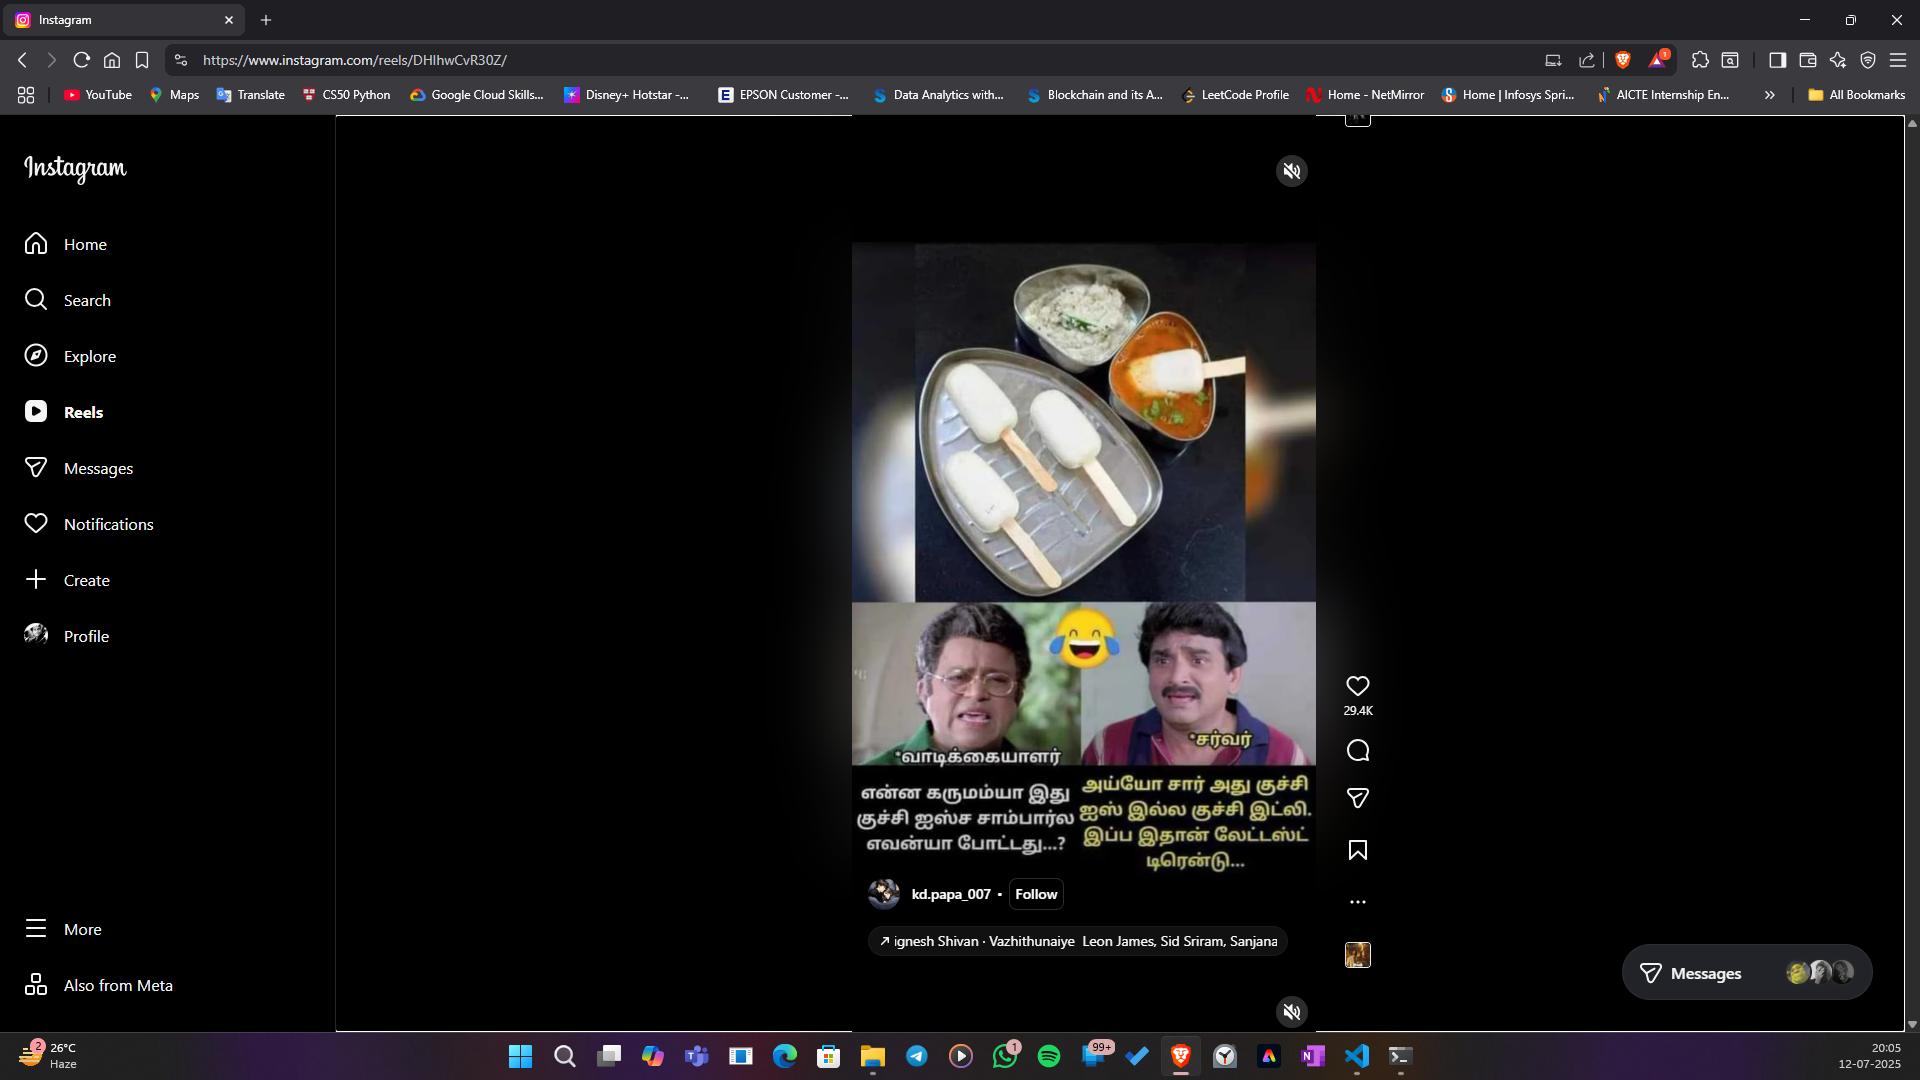 Instagram
https://www.instagram.com/reels/DHIhwCvR30Z/
1
YouTube
Maps
Translate
CS50 Python
Google Cloud Skills...
Disney+ Hotstar -...
EPSON Customer -...
Data Analytics with...
Blockchain and its A...
LeetCode Profile
Home - NetMirror
Home | Infosys Spri...
AICTE Internship En...
All Bookmarks
Instagram
Home
Search
Explore
Reels
Messages
Notifications
Create
Profile
More
Also from Meta
*வாடிக்கையாளர்
*சர்வர்
என்ன கருமம்யா இது
குச்சி ஐஸ்ச சாம்பார்ல
எவன்யா போட்டது...?
அய்யோ சார் அது குச்சி
ஐஸ் இல்ல குச்சி இட்லி.
இப்ப இதான் லேட்டஸ்ட்
டிரென்டு...
kd.papa_007 • Follow
ignesh Shivan · Vazhithunaiye Leon James, Sid Sriram, Sanjana
29.4K
Messages
2
26°C
Haze
1
99+
20:05
12-07-2025